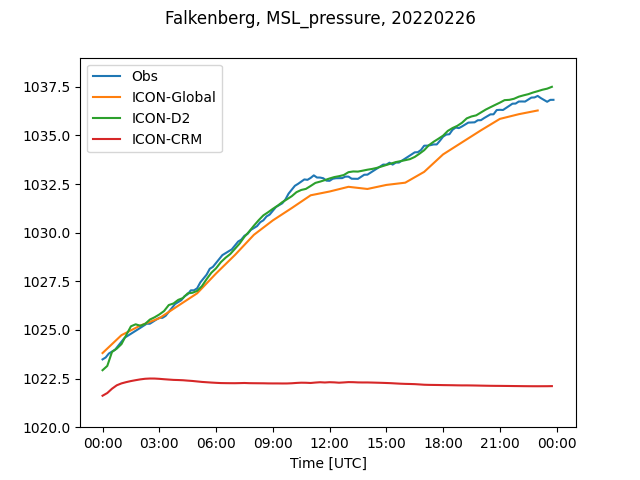 Falkenberg, MSL_pressure, 20220226
Obs
ICON-Global
ICON-D2
ICON-CRM
1037.5
1035.0
1032.5
1030.0
1027.5
1025.0
1022.5
1020.0
00:00 03:00 06:00 09:00 12:00 15:00 18:00 21:00 00:00
Time [UTC]